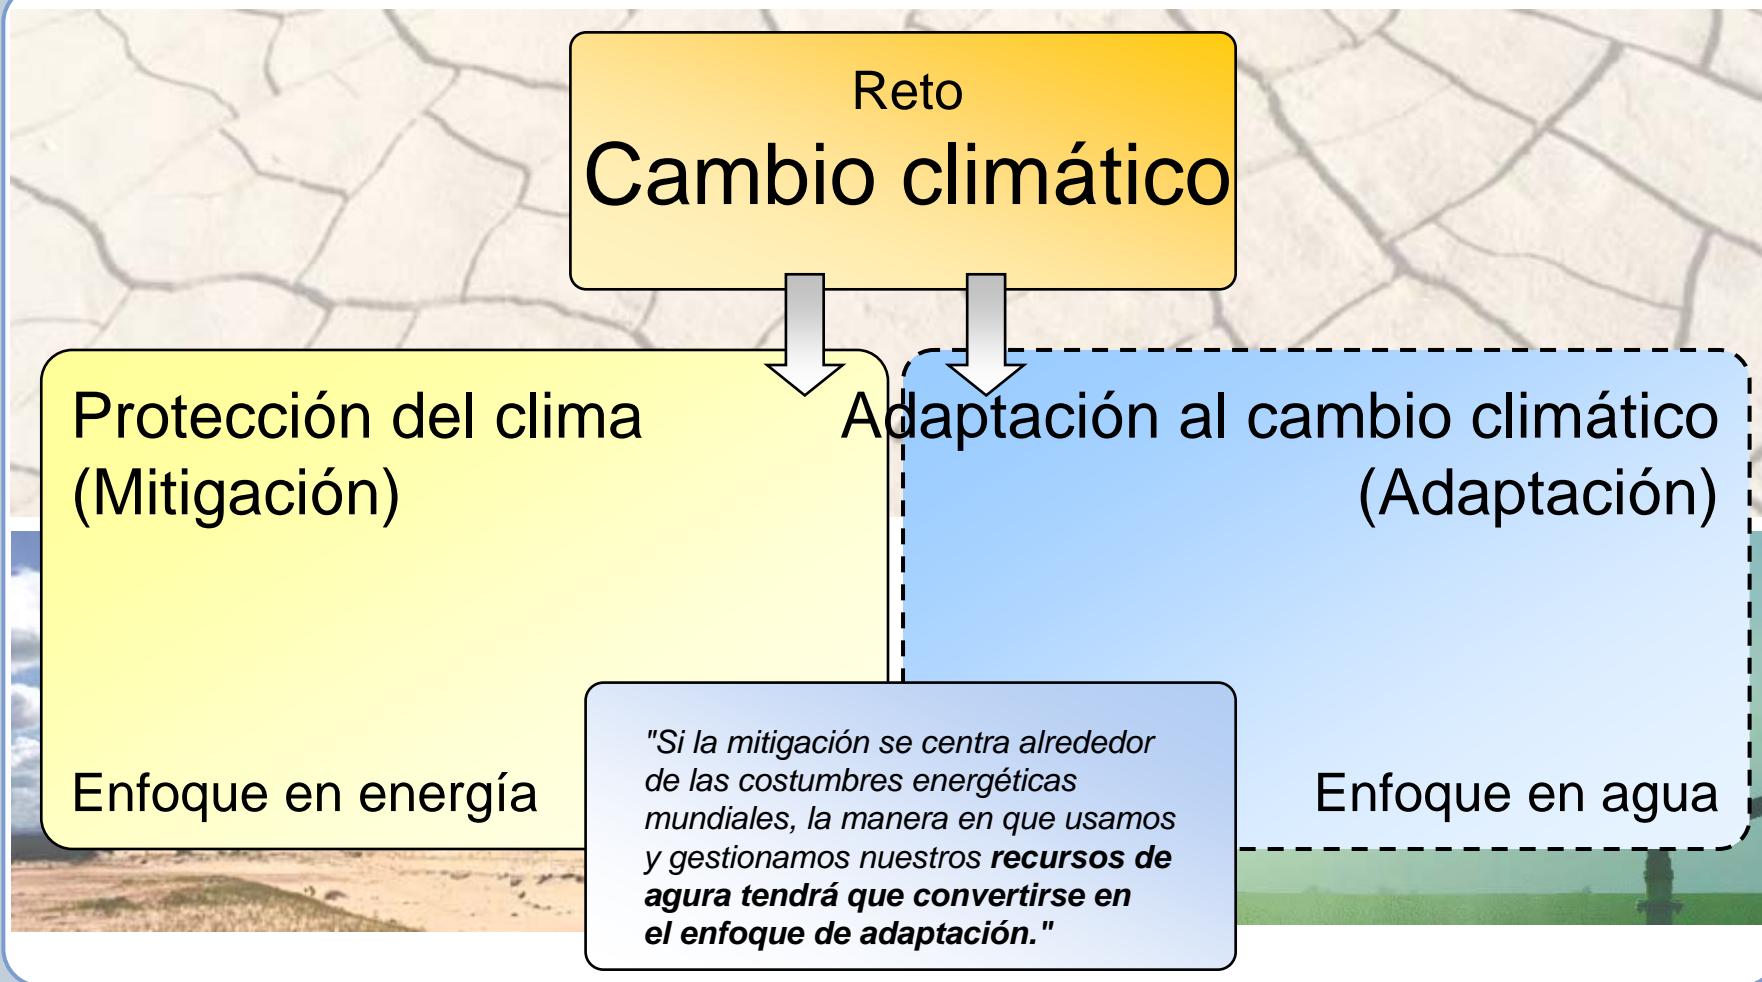 Reto
Cambio climático
Protección del clima
(Mitigación)
Adaptación al cambio climático
(Adaptación)
Enfoque en energía
Enfoque en agua
"Si la mitigación se centra alrededor
de las costumbres energéticas
mundiales, la manera en que usamos
y gestionamos nuestros recursos de
agura tendrá que convertirse en
el enfoque de adaptación."